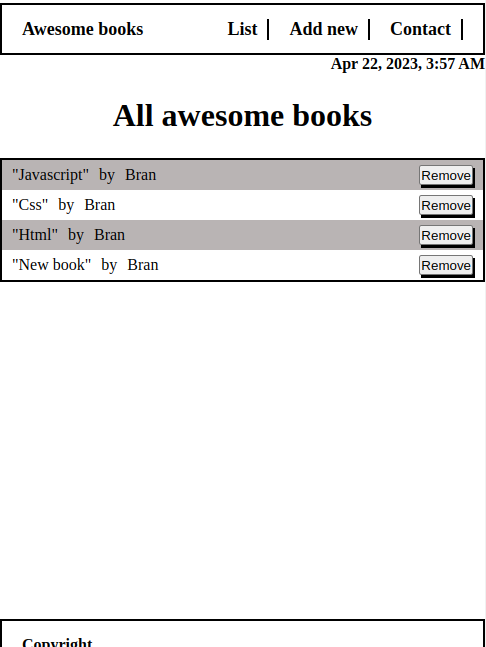 Awesome books List Add new Contact
Apr 22, 2023, 3:57 AM
All awesome books
"Javascript" by Bran Remove
"Css" by Bran Remove
"Html" by Bran Remove
"New book" by Bran Remove
Copyright